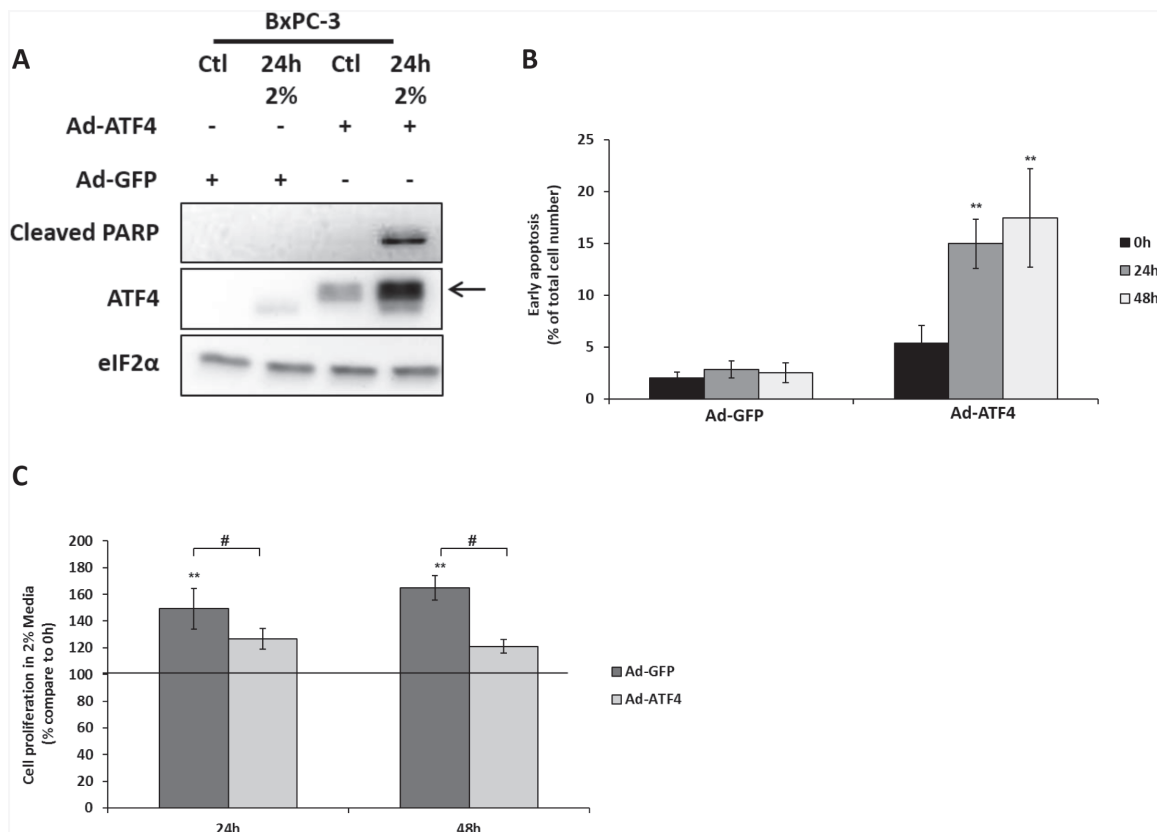 BxPC-3
A
Ctl 24h Ctl 24h
2% 2%
Ad-ATF4 - - + +
Ad-GFP + + - -
Cleaved PARP
ATF4
eIF2α
B
Early apoptosis
(% of total cell number)
25
20
15
10
5
0
** **
Ad-GFP Ad-ATF4
0h
24h
48h
C
Cell proliferation in 2% Media
(% compare to 0h)
200
180
160
140
120
100
80
60
40
20
0
# #
** **
24h 48h
Ad-GFP
Ad-ATF4